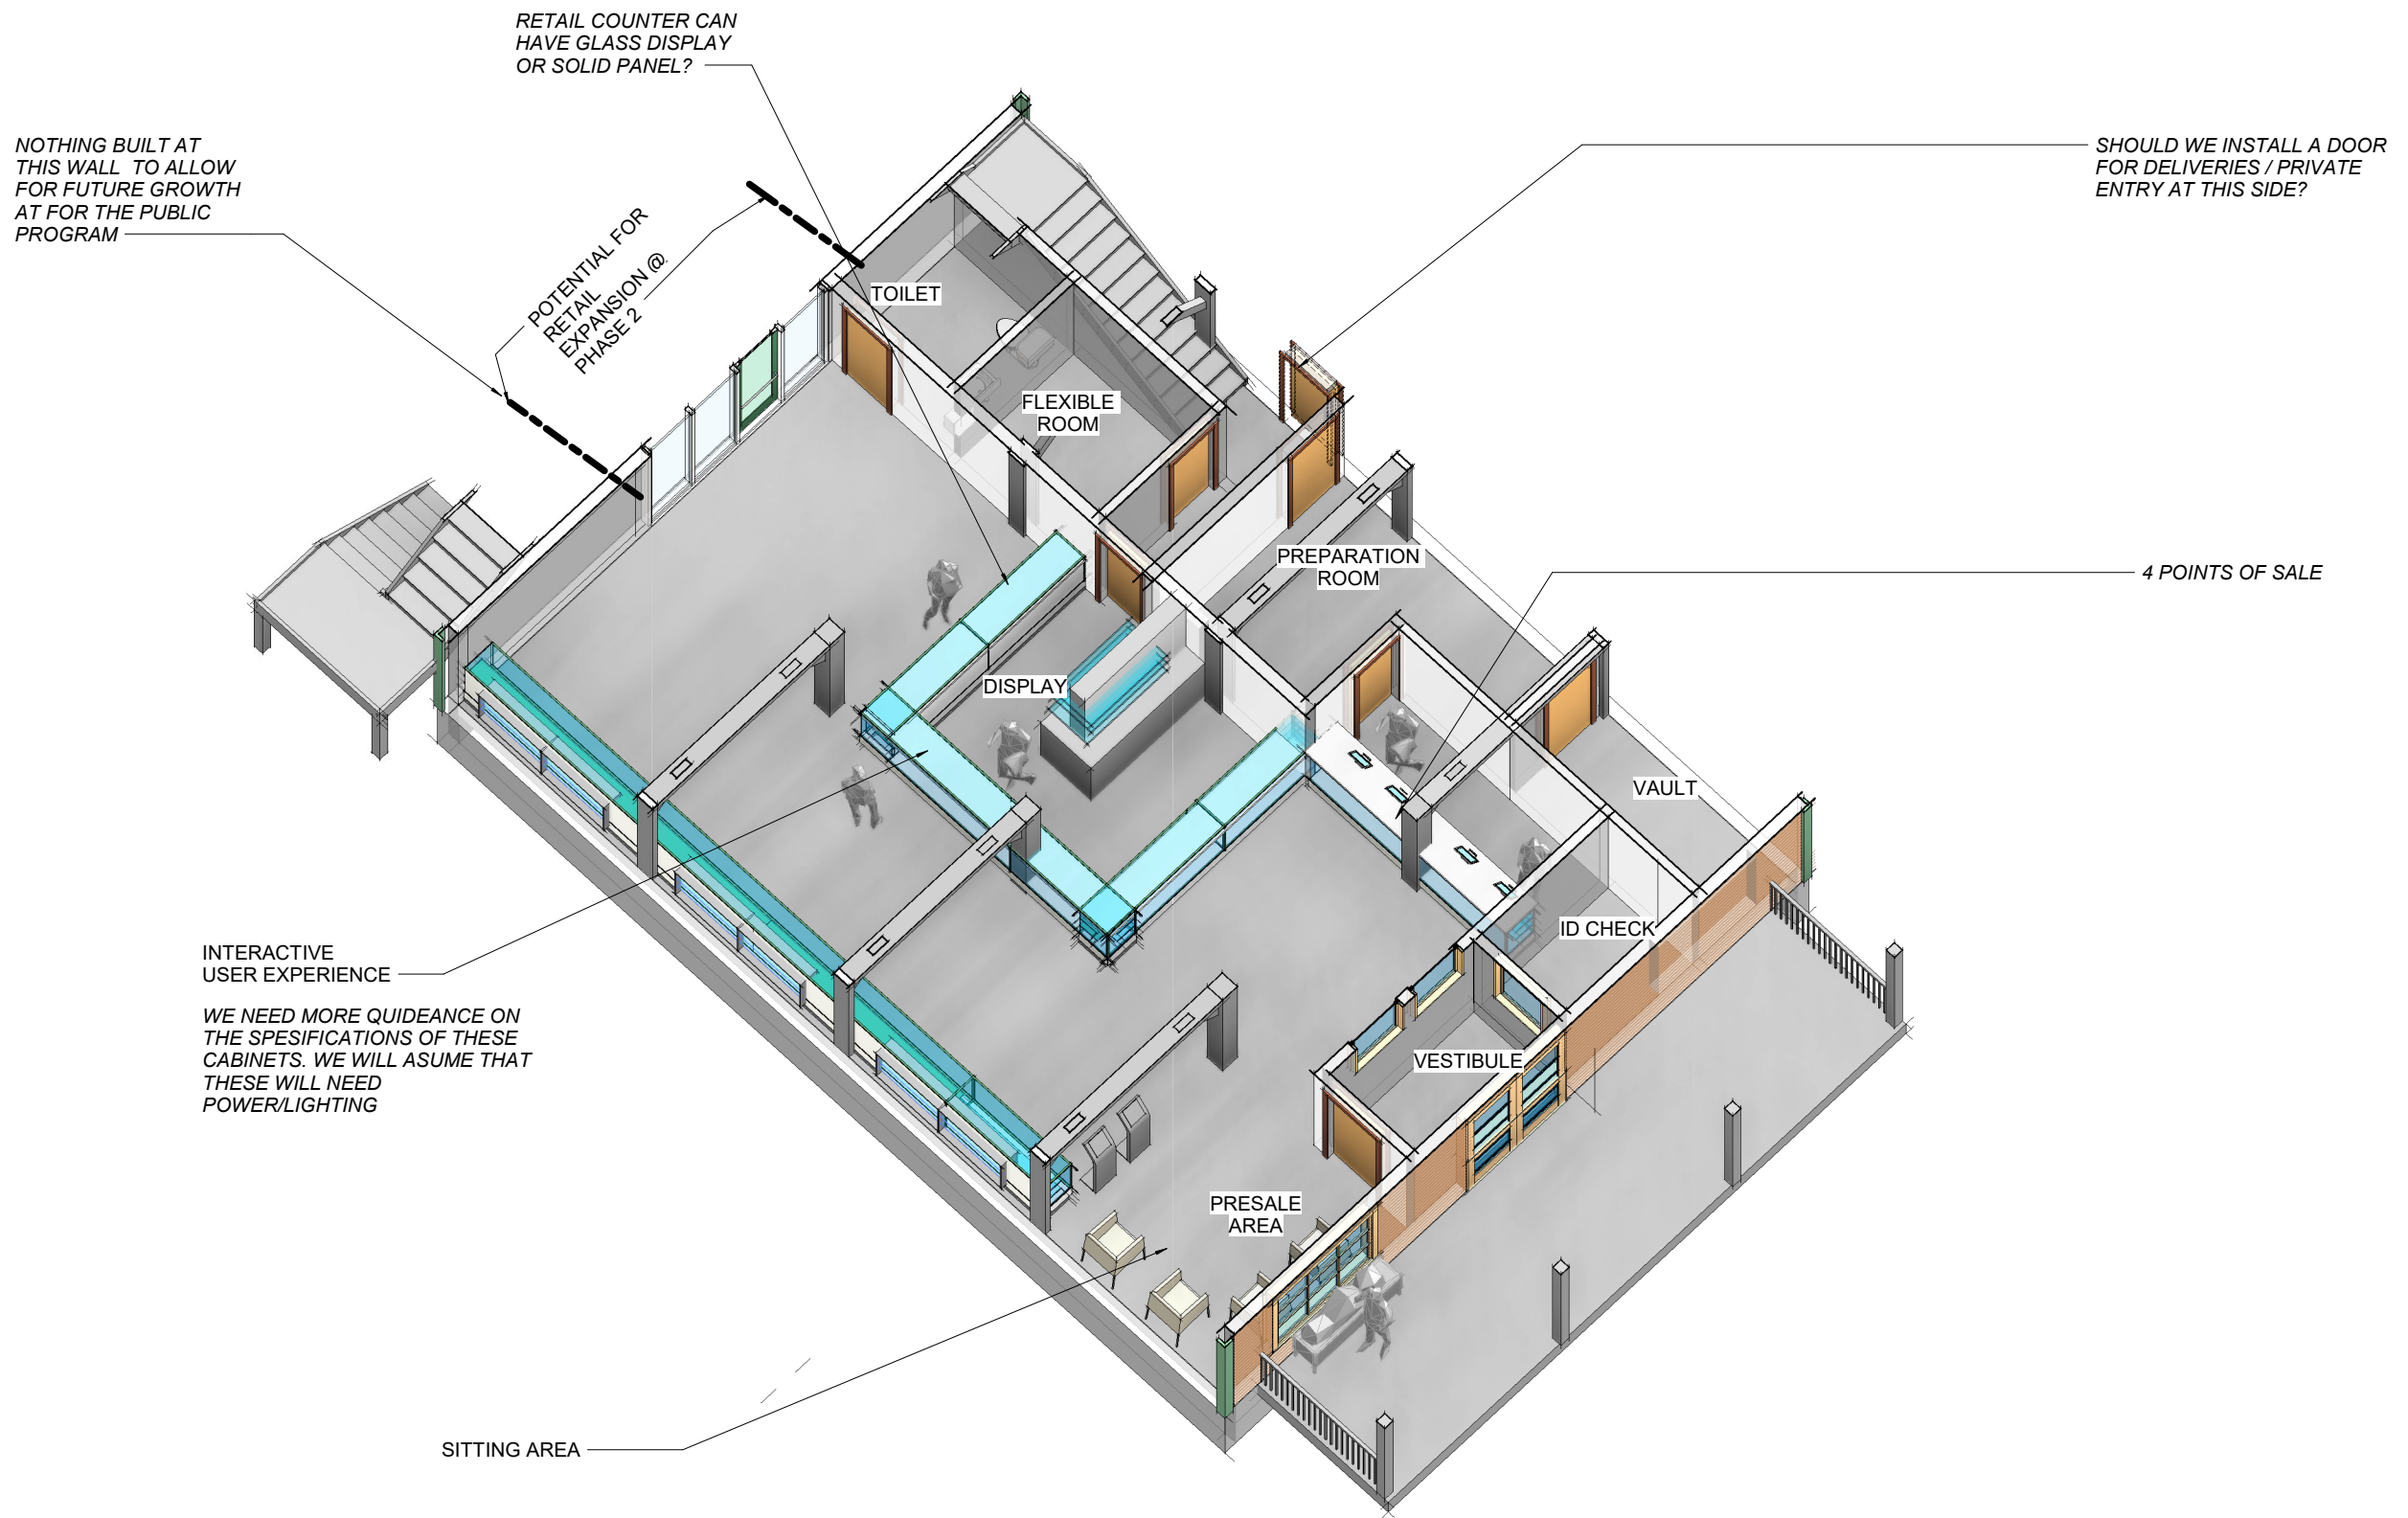 RETAIL COUNTER CAN
HAVE GLASS DISPLAY
OR SOLID PANEL?
NOTHING BUILT AT
THIS WALL TO ALLOW
FOR FUTURE GROWTH
AT FOR THE PUBLIC
PROGRAM
SHOULD WE INSTALL A DOOR
FOR DELIVERIES / PRIVATE
ENTRY AT THIS SIDE?
POTENTIAL FOR
RETAIL
EXPANSION @
PHASE 2
TOILET
FLEXIBLE
ROOM
PREPARATION
ROOM
4 POINTS OF SALE
DISPLAY
VAULT
ID CHECK
INTERACTIVE
USER EXPERIENCE
WE NEED MORE QUIDEANCE ON
THE SPESIFICATIONS OF THESE
CABINETS. WE WILL ASUME THAT
THESE WILL NEED
POWER/LIGHTING
VESTIBULE
PRESALE
AREA
SITTING AREA